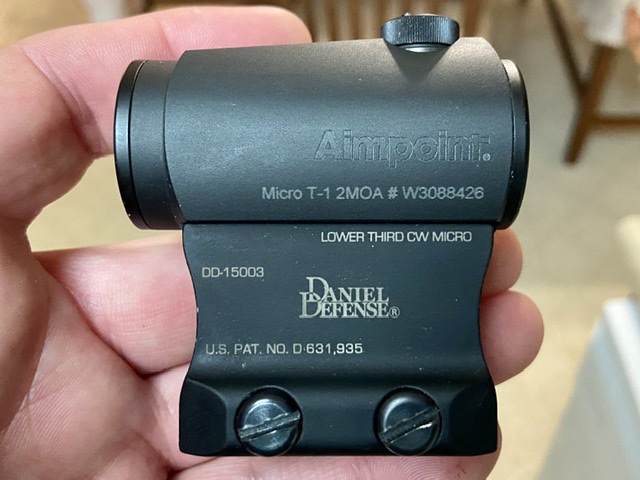 Aimpoint®
Micro T-1 2MOA # W3088426
LOWER THIRD CW MICRO
DD-15003
DANIEL
DEFENSE®
U.S. PAT. NO. D·631,935